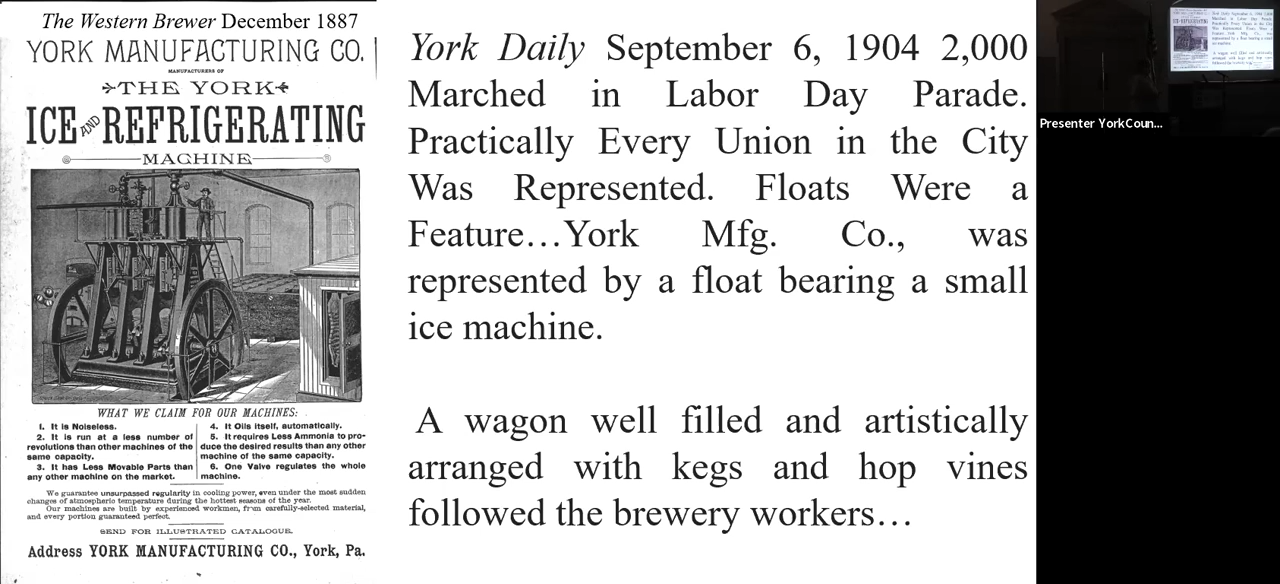 The Western Brewer December 1887
YORK MANUFACTURING CO.
MANUFACTURERS OF
THE YORK
ICE AND REFRIGERATING
MACHINE
WHAT WE CLAIM FOR OUR MACHINES:
1. It is Noiseless.
2. It is run at a less number of
revolutions than other machines of the
same capacity.
3. It has Less Movable Parts than
any other machine on the market.
4. It Oils itself, automatically.
5. It requires Less Ammonia to pro-
duce the desired results than any other
machine of the same capacity.
6. One Valve regulates the whole
machine.
We guarantee unsurpassed regularity in cooling power, even under the most sudden
changes of atmospheric temperature during the hottest seasons of the year.
Our machines are built by experienced workmen, from carefully-selected material,
and every portion guaranteed perfect.
SEND FOR ILLUSTRATED CATALOGUE.
Address YORK MANUFACTURING CO., York, Pa.
York Daily September 6, 1904 2,000
Marched in Labor Day Parade.
Practically Every Union in the City
Was Represented. Floats Were a
Feature…York Mfg. Co., was
represented by a float bearing a small
ice machine.
A wagon well filled and artistically
arranged with kegs and hop vines
followed the brewery workers…
Presenter YorkCoun...